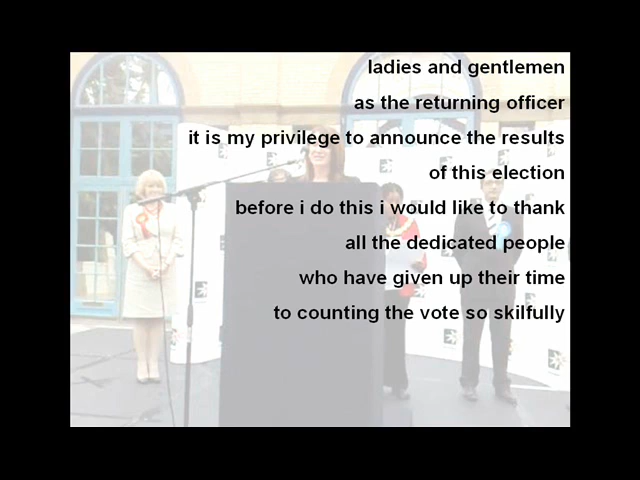 ladies and gentlemen
as the returning officer
it is my privilege to announce the results
of this election
before i do this i would like to thank
all the dedicated people
who have given up their time
to counting the vote so skilfully